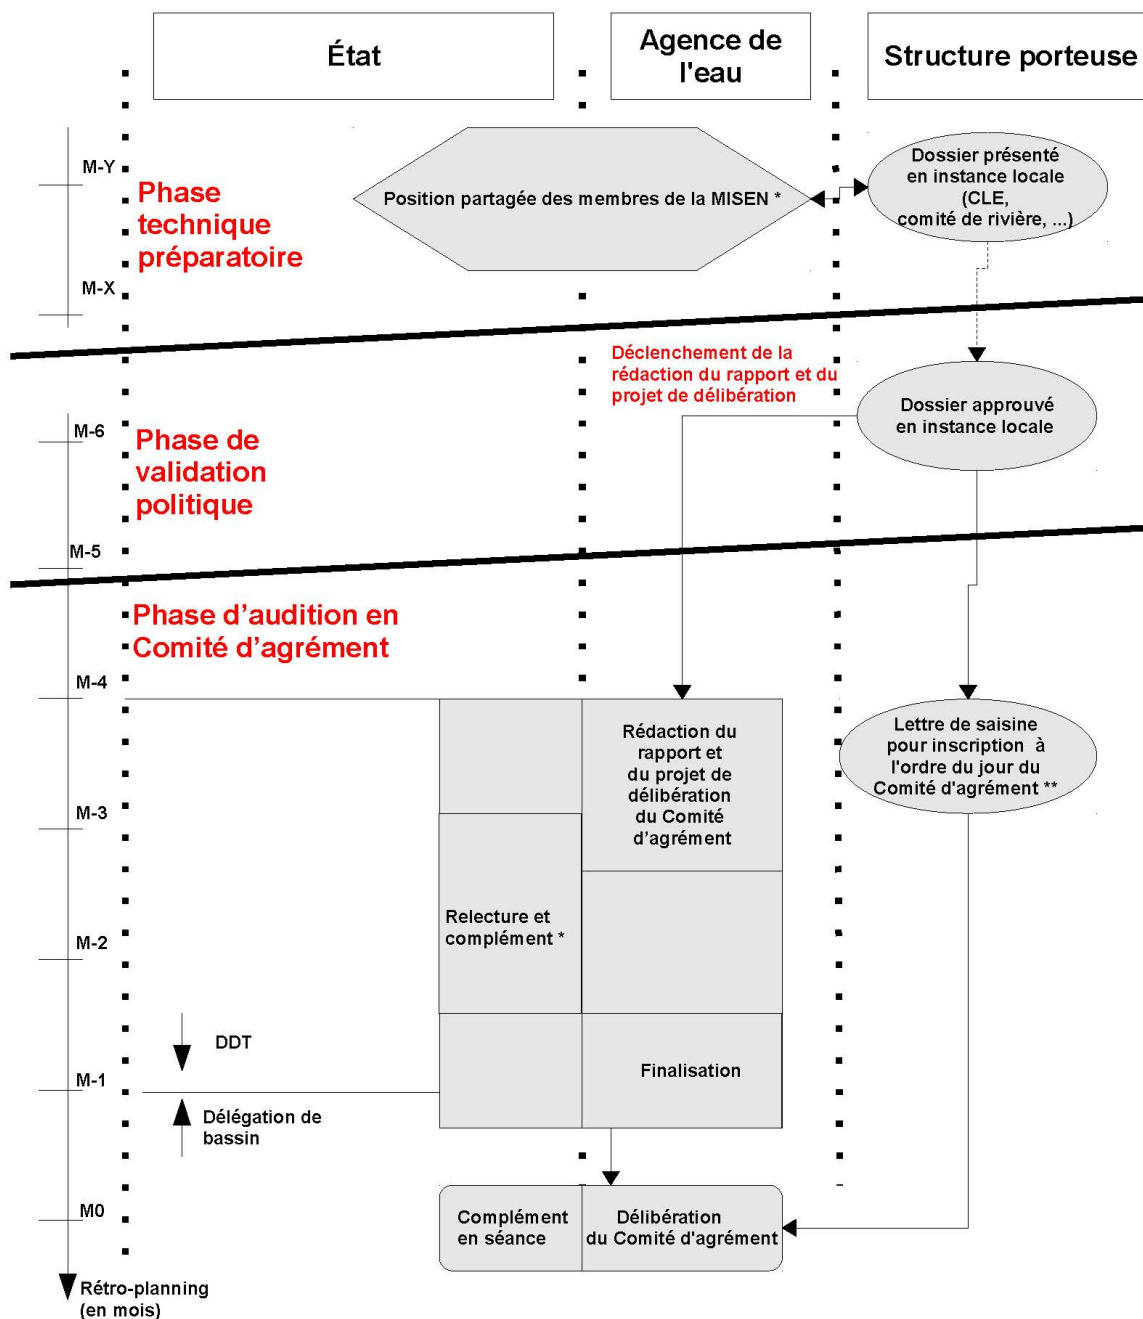 État
Agence de
l'eau
Structure porteuse
M-Y
Phase
technique
préparatoire
Position partagée des membres de la MISEN *
Dossier présenté
en instance locale
(CLE,
comité de rivière, ...)
M-X
Déclenchement de la
rédaction du rapport et du
projet de délibération
Dossier approuvé
en instance locale
M-6
Phase de
validation
politique
M-5
Phase d’audition en
Comité d’agrément
M-4
Rédaction du
rapport et
du projet de
délibération
du Comité
d’agrément
Lettre de saisine
pour inscription à
l'ordre du jour du
Comité d'agrément **
M-3
Relecture et
complément *
M-2
DDT
Finalisation
M-1
Délégation de
bassin
M0
Complément
en séance
Délibération
du Comité d'agrément
Rétro-planning
(en mois)